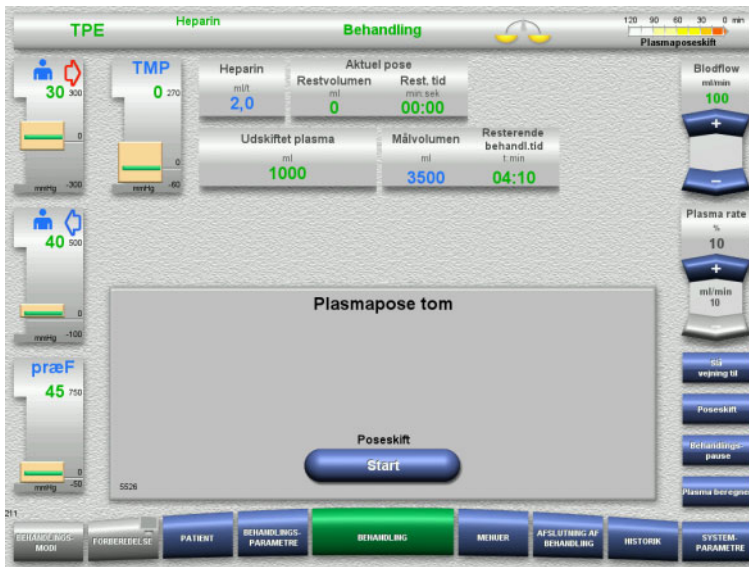 TPE
Heparin
Behandling
120 90 60 30 0 min
Plasmaposeskift
30 300
0
-300
mmHg
TMP
0 270
0
-60
mmHg
Heparin
ml/t
2,0
Aktuel pose
Restvolumen
ml
0
Rest. tid
min:sek
00:00
Udskiftet plasma
ml
1000
Målvolumen
ml
3500
Resterende
behandl.tid
t:min
04:10
Blodflow
ml/min
100
+
–
40 500
0
-100
mmHg
Plasma rate
%
10
+
ml/min
10
–
præF
45 750
0
-50
mmHg
Plasmapose tom
Poseskift
Start
5526
Slå
vejning til
Poseskift
Behandlings-
pause
Plasma beregner
211
BEHANDLINGS-
MODI
FORBEREDELSE
PATIENT
BEHANDLINGS-
PARAMETRE
BEHANDLING
MENUER
AFSLUTNING AF
BEHANDLING
HISTORIK
SYSTEM-
PARAMETRE